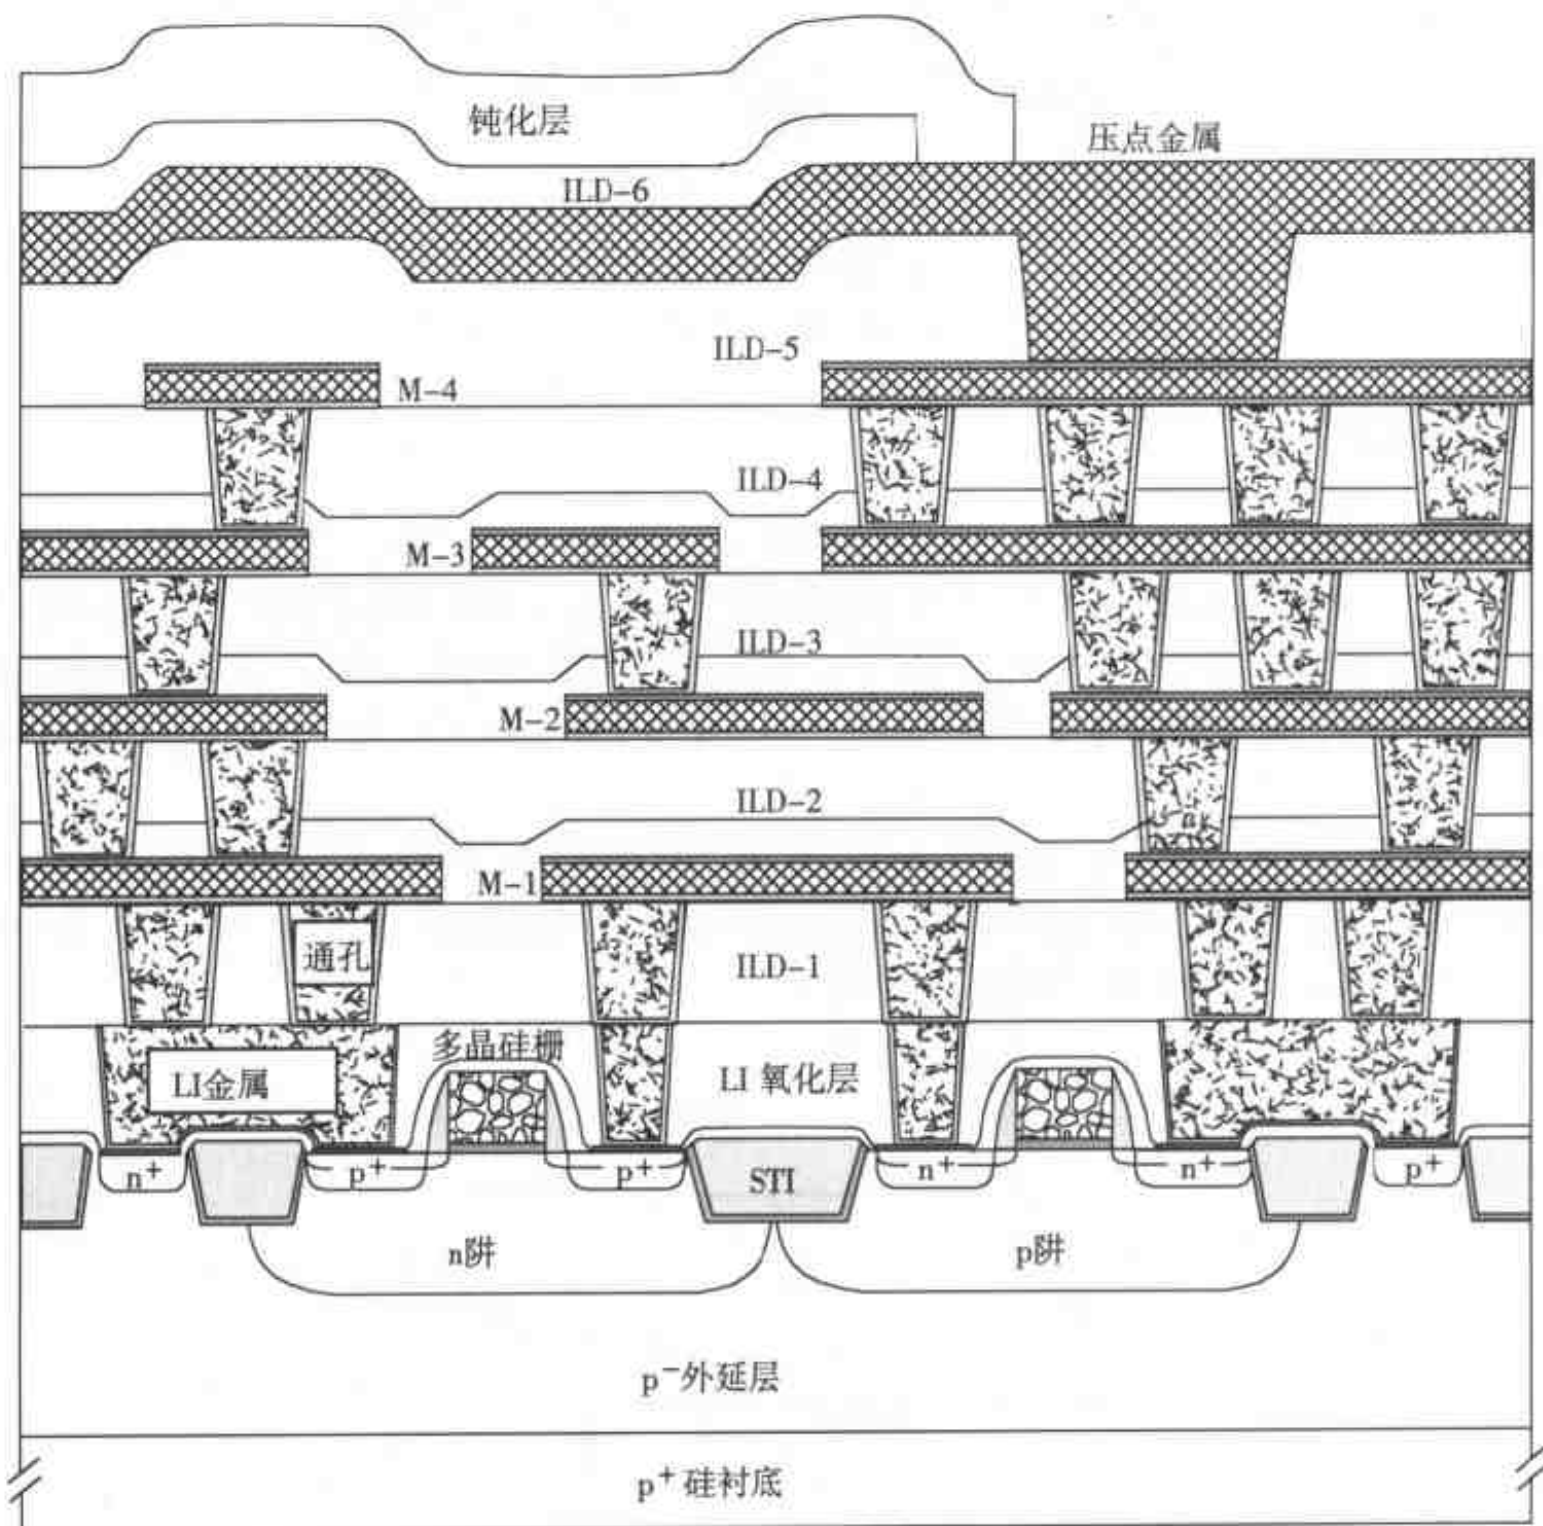 钝化层
压点金属
ILD-6
ILD-5
M-4
ILD-4
M-3
ILD-3
M-2
ILD-2
M-1
通孔
ILD-1
多晶硅栅
LI金属
LI 氧化层
n+ p+ p+ STI n+ n+ p+
n阱 p阱
p−外延层
p+硅衬底